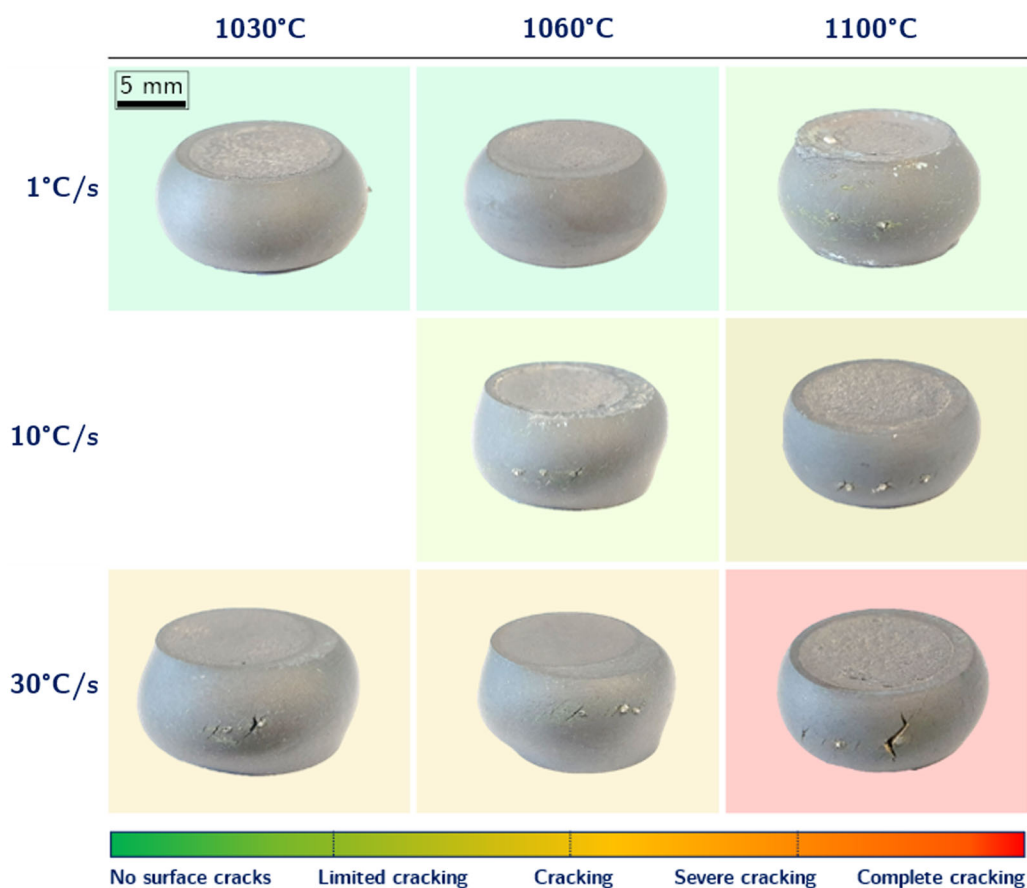 1030°C 1060°C 1100°C
5 mm
1°C/s
10°C/s
30°C/s
No surface cracks Limited cracking Cracking Severe cracking Complete cracking